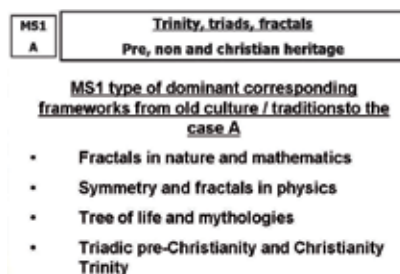 MS1
A
Trinity, triads, fractals
Pre, non and christian heritage
MS1 type of dominant corresponding
frameworks from old culture / traditionsto the
case A
• Fractals in nature and mathematics
• Symmetry and fractals in physics
• Tree of life and mythologies
• Triadic pre-Christianity and Christianity
Trinity